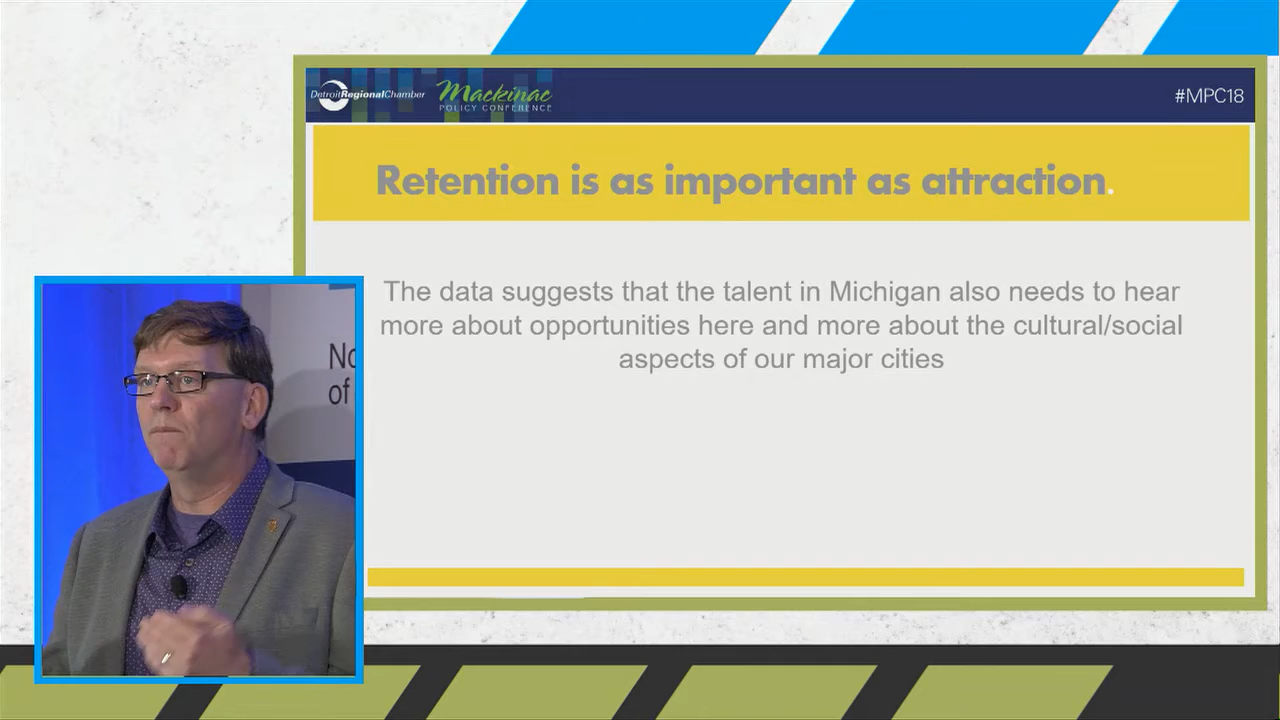 DetroitRegionalChamber
Mackinac
POLICY CONFERENCE
#MPC18
Retention is as important as attraction.
The data suggests that the talent in Michigan also needs to hear
more about opportunities here and more about the cultural/social
aspects of our major cities
No
of